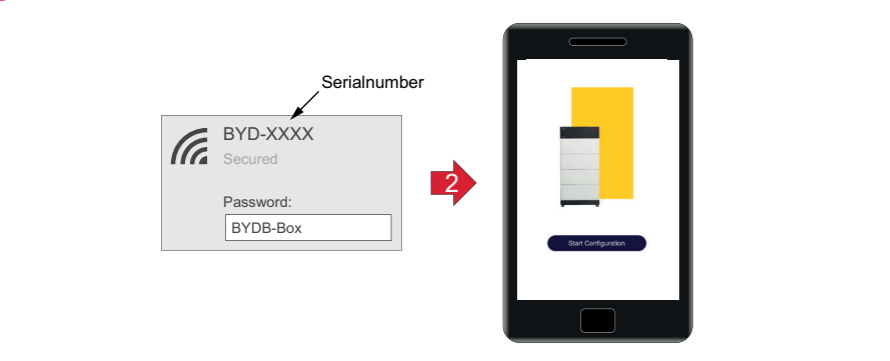 Serialnumber
BYD-XXXX
Secured
Password:
BYDB-Box
2
Start Configuration